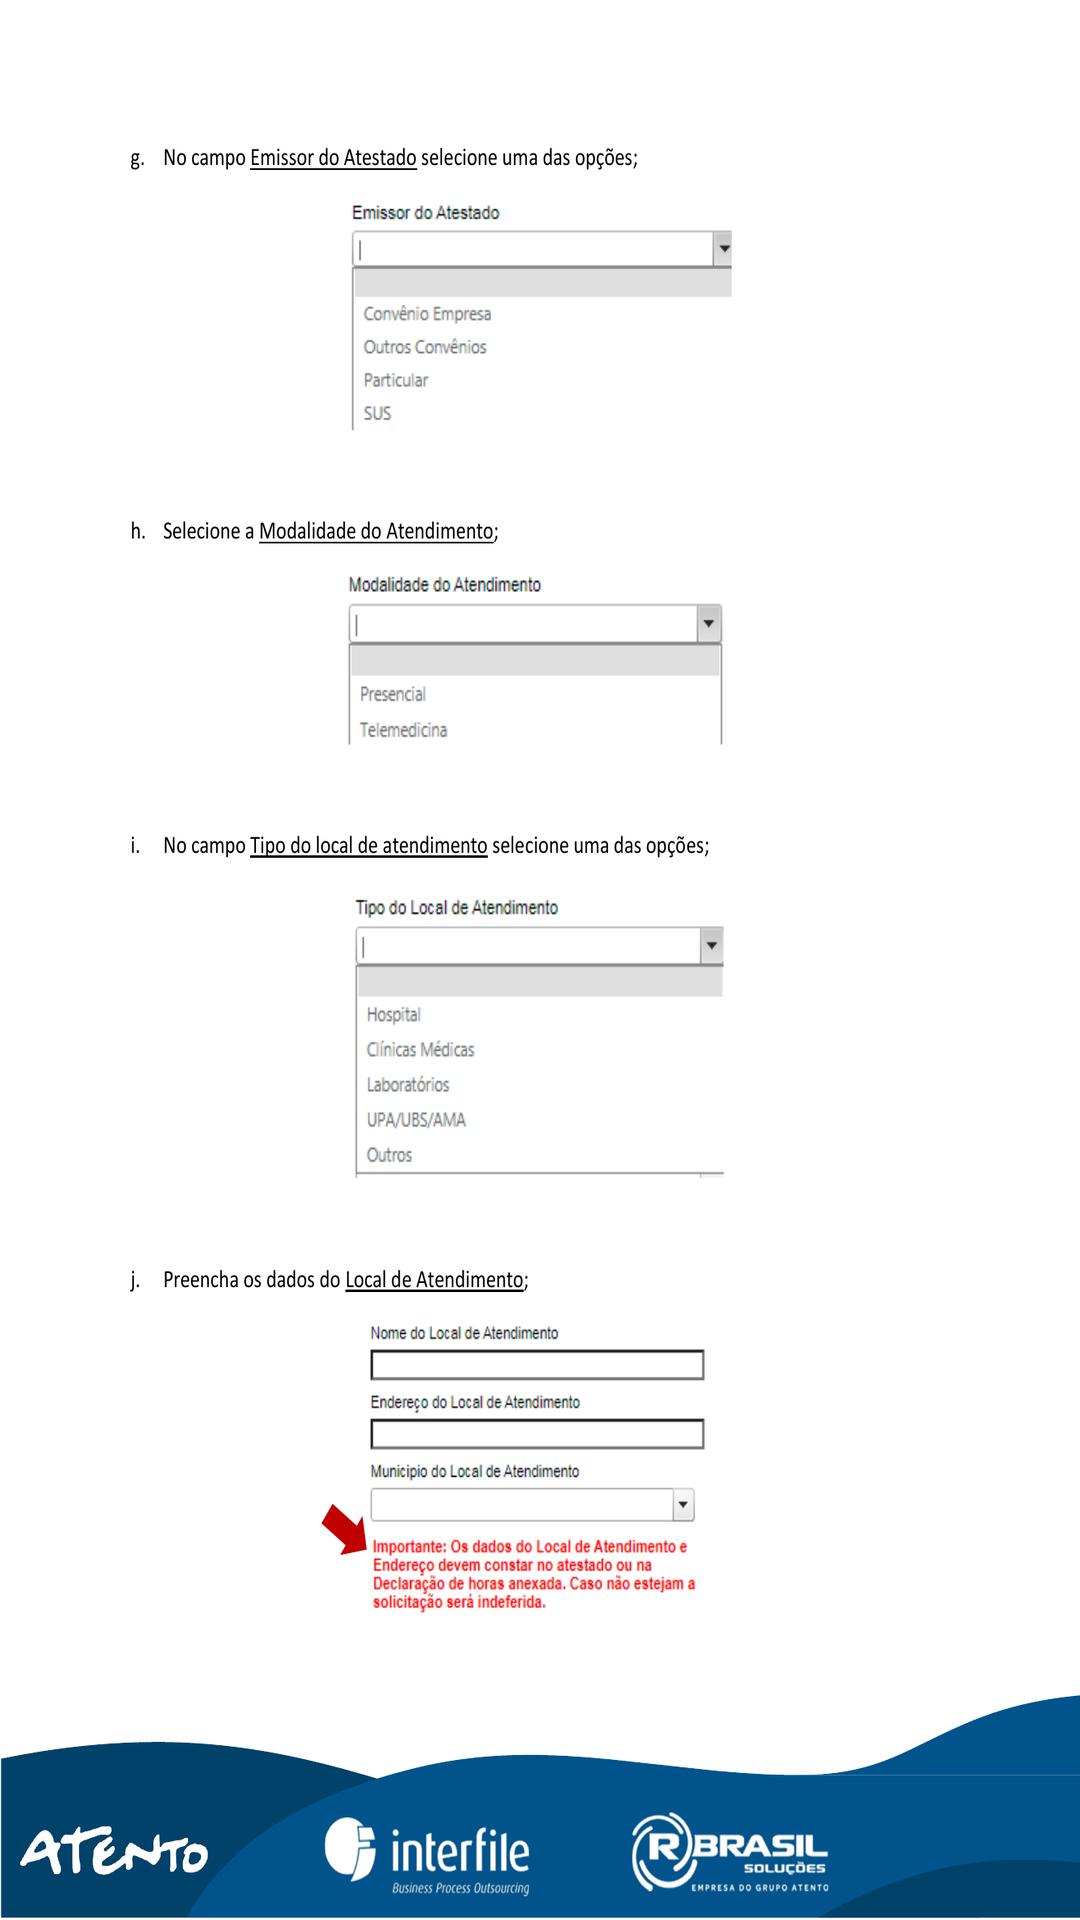 g. No campo Emissor do Atestado selecione uma das opções;
Emissor do Atestado
Convênio Empresa
Outros Convênios
Particular
SUS
h. Selecione a Modalidade do Atendimento;
Modalidade do Atendimento
Presencial
Telemedicina
i. No campo Tipo do local de atendimento selecione uma das opções;
Tipo do Local de Atendimento
Hospital
Clínicas Médicas
Laboratórios
UPA/UBS/AMA
Outros
j. Preencha os dados do Local de Atendimento;
Nome do Local de Atendimento
Endereço do Local de Atendimento
Municipio do Local de Atendimento
Importante: Os dados do Local de Atendimento e
Endereço devem constar no atestado ou na
Declaração de horas anexada. Caso não estejam a
solicitação será indeferida.
ATENTO
interfile
Business Process Outsourcing
R BRASIL
SOLUÇÕES
EMPRESA DO GRUPO ATENTO